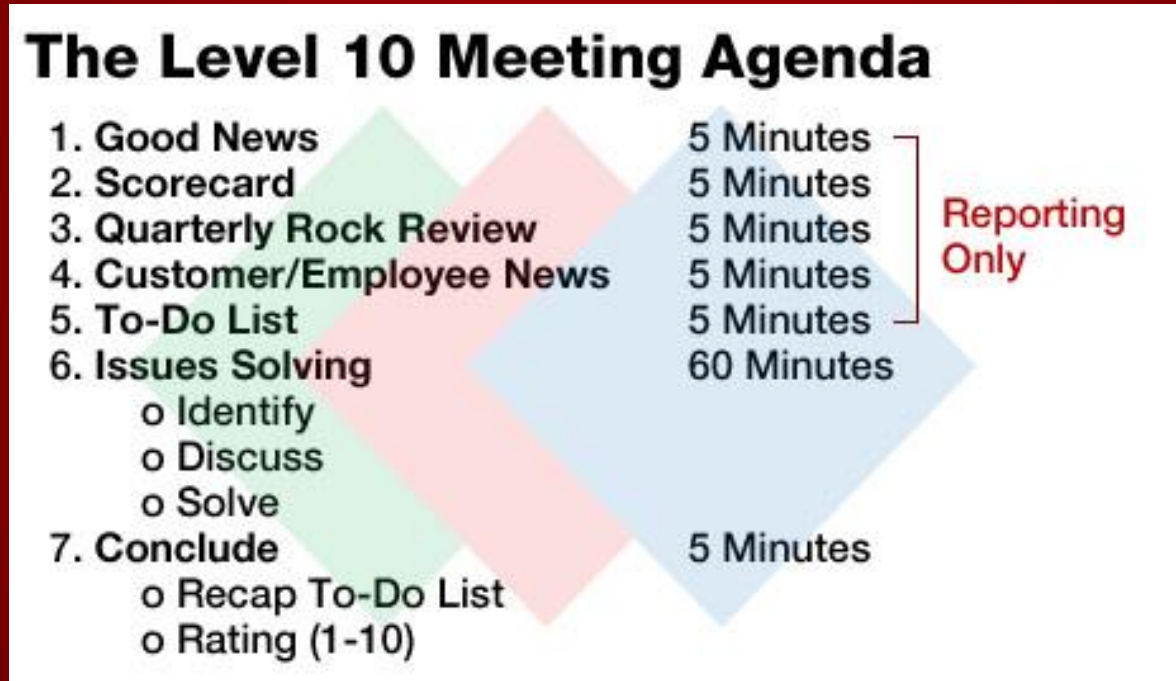 The Level 10 Meeting Agenda
1. Good News 5 Minutes
2. Scorecard 5 Minutes
3. Quarterly Rock Review 5 Minutes
4. Customer/Employee News 5 Minutes
5. To-Do List 5 Minutes
Reporting
Only
6. Issues Solving 60 Minutes
o Identify
o Discuss
o Solve
7. Conclude 5 Minutes
o Recap To-Do List
o Rating (1-10)